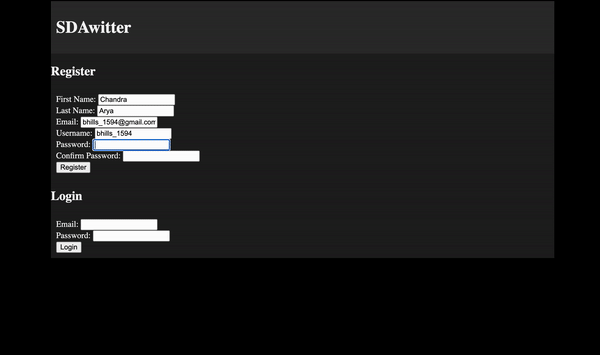 SDAwitter
Register
First Name: Chandra
Last Name: Arya
Email: bhills_1594@gmail.com
Username: bhills_1594
Password:
Confirm Password:
Register
Login
Email:
Password:
Login